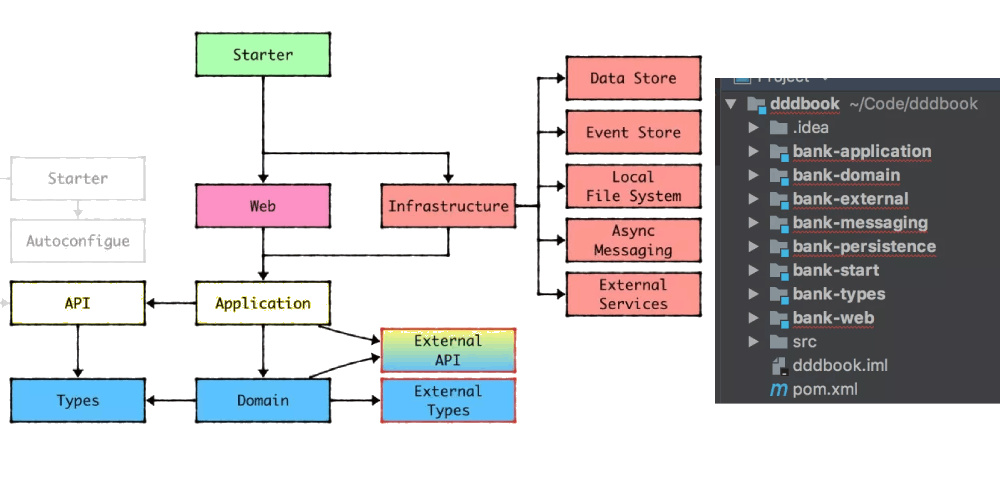 Starter
Data Store
Event Store
Starter
Web
Infrastructure
Local
File System
Autoconfigue
Async
Messaging
API
Application
External
Services
External
API
Types
Domain
External
Types
Project
dddbook ~/Code/dddbook
.idea
bank-application
bank-domain
bank-external
bank-messaging
bank-persistence
bank-start
bank-types
bank-web
src
dddbook.iml
pom.xml